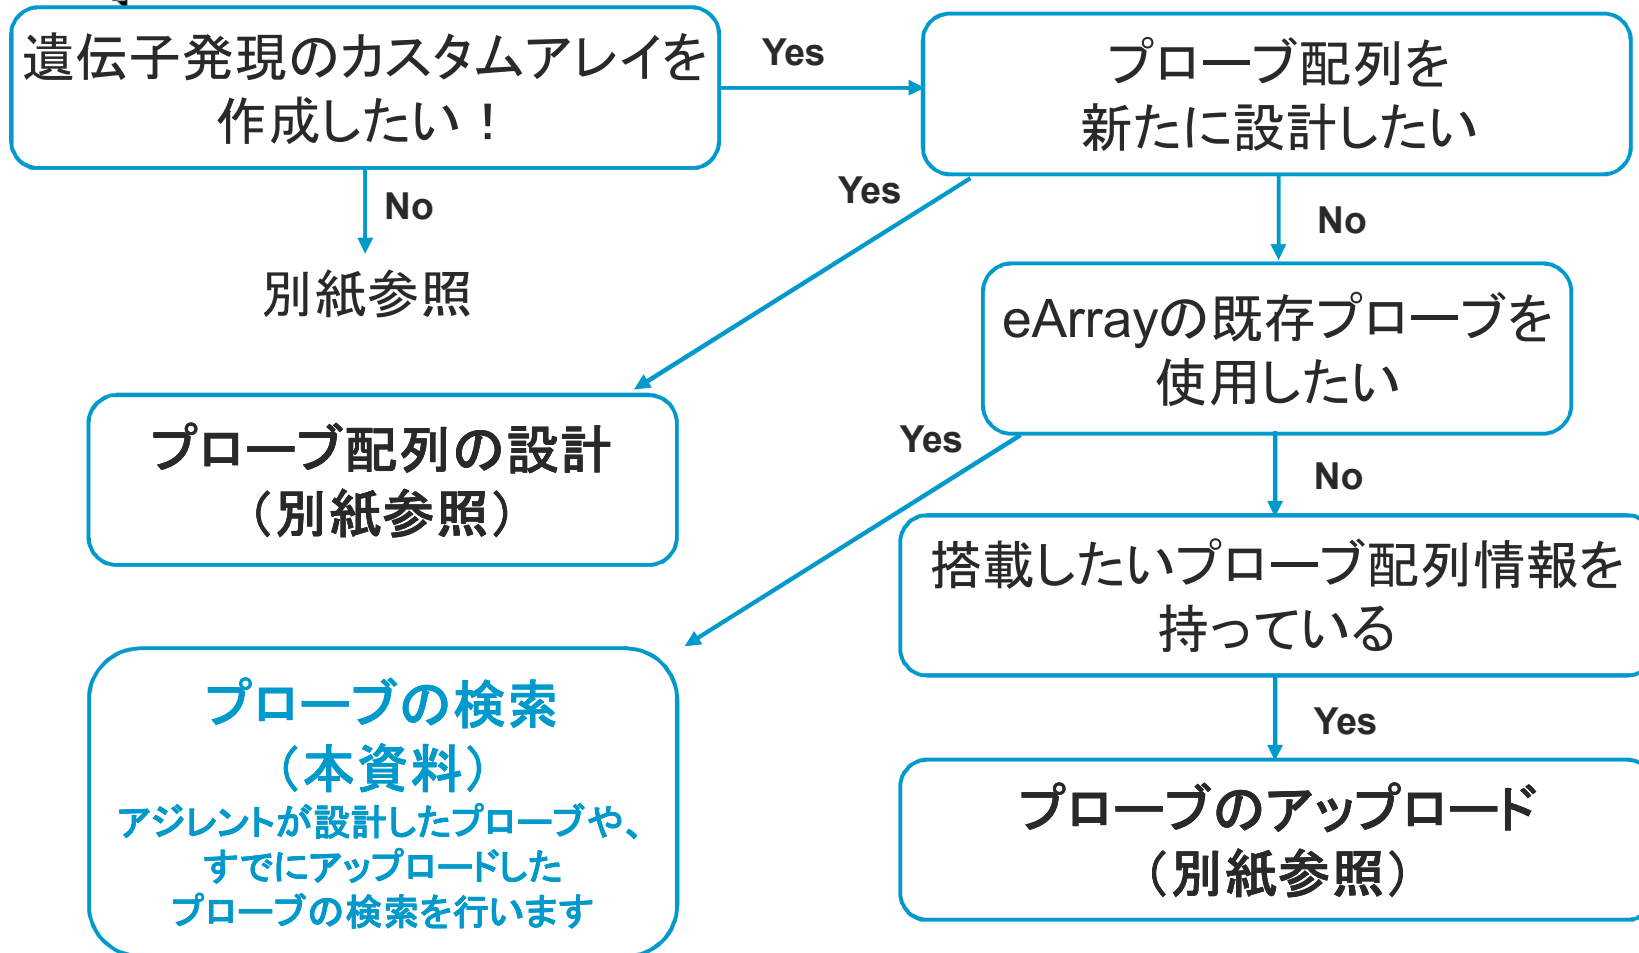 遺伝子発現のカスタムアレイを
作成したい！
Yes
プローブ配列を
新たに設計したい
No
別紙参照
Yes
No
eArrayの既存プローブを
使用したい
プローブ配列の設計
（別紙参照）
Yes
No
搭載したいプローブ配列情報を
持っている
プローブの検索
（本資料）
アジレントが設計したプローブや、
すでにアップロードした
プローブの検索を行います
Yes
プローブのアップロード
（別紙参照）